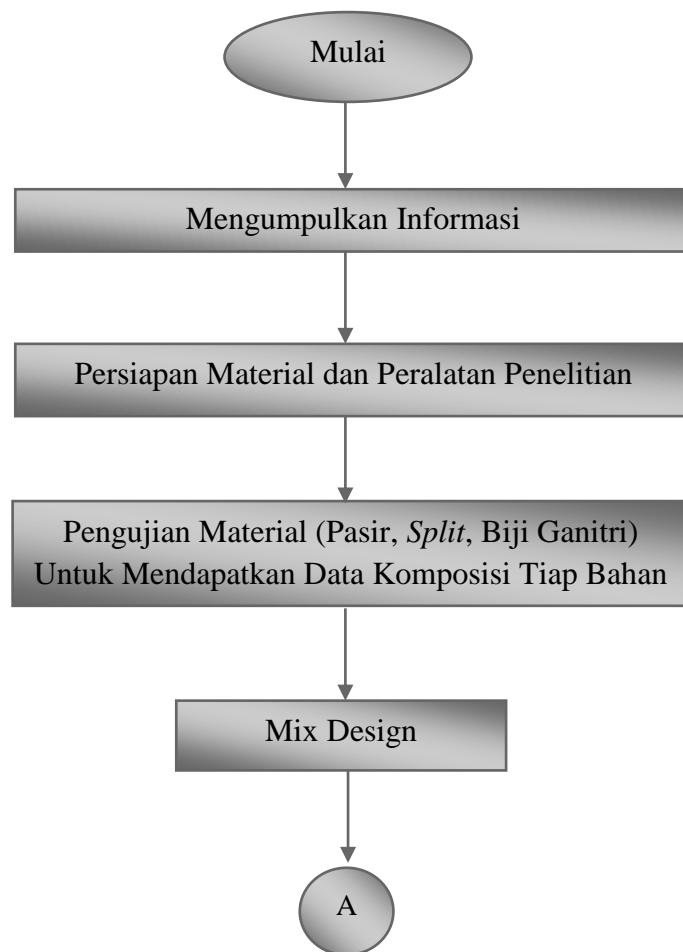 Mulai
Mengumpulkan Informasi
Persiapan Material dan Peralatan Penelitian
Pengujian Material (Pasir, Split, Biji Ganitri)
Untuk Mendapatkan Data Komposisi Tiap Bahan
Mix Design
A